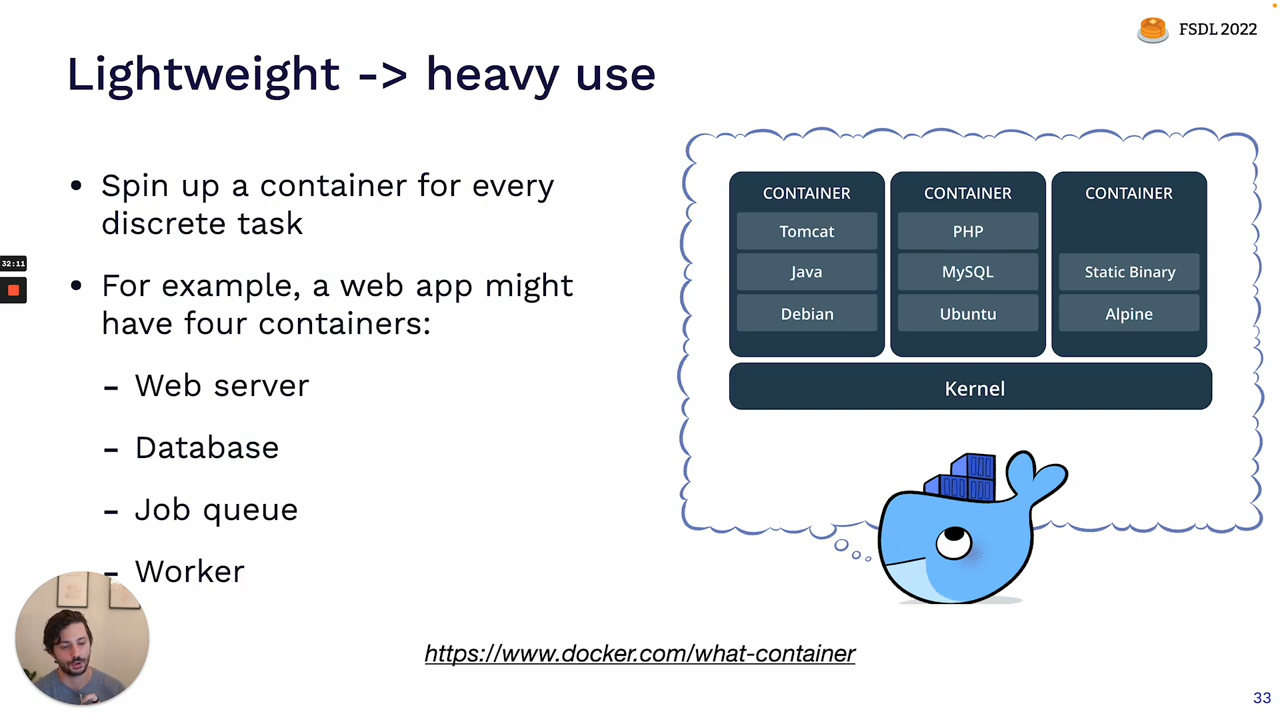 FSDL 2022
Lightweight -> heavy use
• Spin up a container for every
discrete task
• For example, a web app might
have four containers:
- Web server
- Database
- Job queue
- Worker
32:11
CONTAINER
Tomcat
Java
Debian
CONTAINER
PHP
MySQL
Ubuntu
CONTAINER
Static Binary
Alpine
Kernel
https://www.docker.com/what-container
33